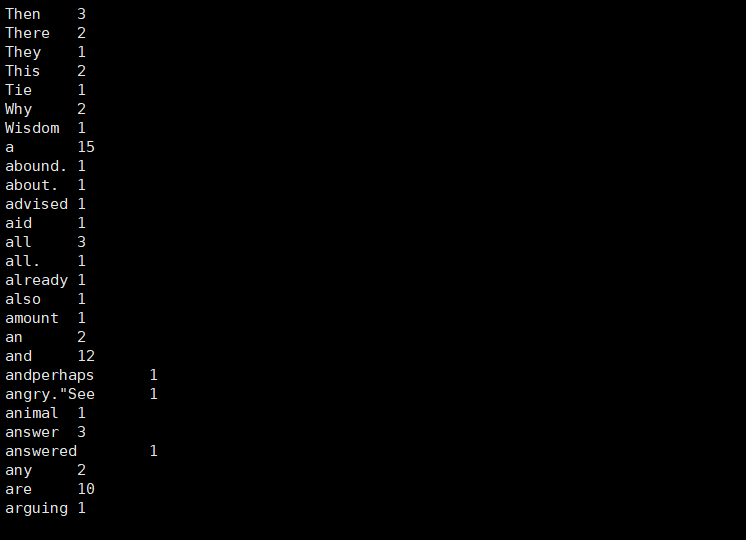 Then    3
There   2
They    1
This    2
Tie     1
Why     2
Wisdom  1
a       15
abound. 1
about.  1
advised 1
aid     1
all     3
all.    1
already 1
also    1
amount  1
an      2
and     12
andperhaps      1
angry."See      1
animal  1
answer  3
answered        1
any     2
are     10
arguing 1